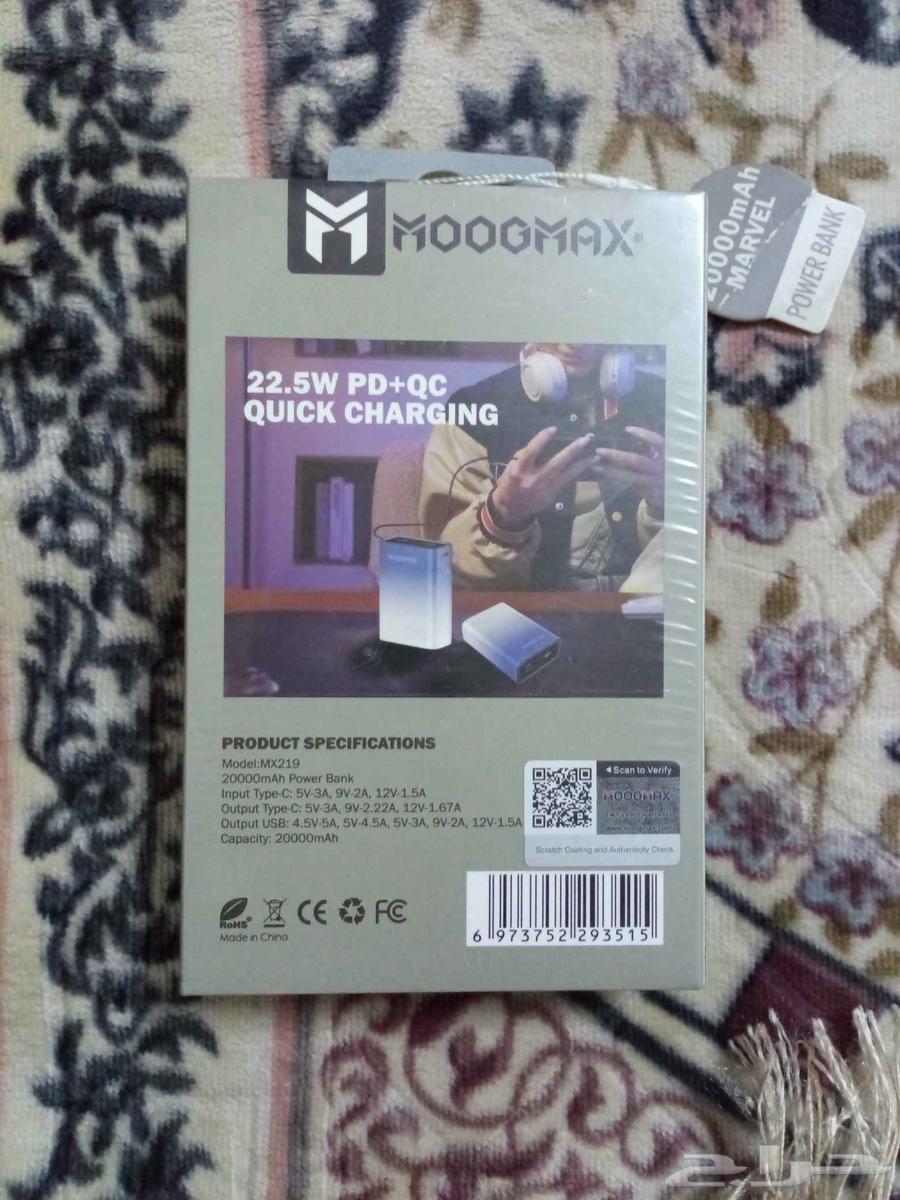 MOOGMAX®
20000mAh
MARVEL
POWER BANK
22.5W PD+QC
QUICK CHARGING
MOOGMAX
PRODUCT SPECIFICATIONS
Model:MX219
20000mAh Power Bank
Input Type-C: 5V-3A, 9V-2A, 12V-1.5A
Output Type-C: 5V-3A, 9V-2.22A, 12V-1.67A
Output USB: 4.5V-5A, 5V-4.5A, 5V-3A, 9V-2A, 12V-1.5A
Capacity: 20000mAh
Scan to Verify
MOOGMAX
Scratch Coating and Authenticity Check
RoHS
CE
FC
Made in China
6 973752 293515
حراج